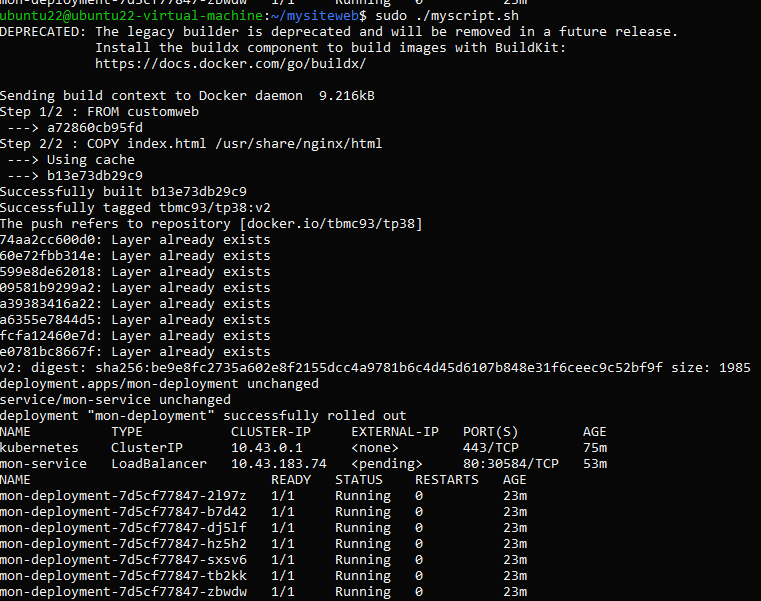 mon-deployment-7d5cf77847-zbwdw   1/1     Running   0          23m
ubuntu22@ubuntu22-virtual-machine:~/mysiteweb$ sudo ./myscript.sh
DEPRECATED: The legacy builder is deprecated and will be removed in a future release.
            Install the buildx component to build images with BuildKit:
            https://docs.docker.com/go/buildx/

Sending build context to Docker daemon  9.216kB
Step 1/2 : FROM customweb
 ---> a72860cb95fd
Step 2/2 : COPY index.html /usr/share/nginx/html
 ---> Using cache
 ---> b13e73db29c9
Successfully built b13e73db29c9
Successfully tagged tbmc93/tp38:v2
The push refers to repository [docker.io/tbmc93/tp38]
74aa2cc600d0: Layer already exists
60e72fbb314e: Layer already exists
599e8de62018: Layer already exists
09581b9299a2: Layer already exists
a39383416a22: Layer already exists
a6355e7844d5: Layer already exists
fcfa12460e7d: Layer already exists
e0781bc8667f: Layer already exists
v2: digest: sha256:be9e8fc2735a602e8f2155dcc4a9781b6c4d45d6107b848e31f6ceec9c52bf9f size: 1985
deployment.apps/mon-deployment unchanged
service/mon-service unchanged
deployment "mon-deployment" successfully rolled out
NAME          TYPE           CLUSTER-IP     EXTERNAL-IP   PORT(S)        AGE
kubernetes    ClusterIP      10.43.0.1      <none>        443/TCP        75m
mon-service   LoadBalancer   10.43.183.74   <pending>     80:30584/TCP   53m
NAME                              READY   STATUS    RESTARTS   AGE
mon-deployment-7d5cf77847-2l97z   1/1     Running   0          23m
mon-deployment-7d5cf77847-b7d42   1/1     Running   0          23m
mon-deployment-7d5cf77847-dj5lf   1/1     Running   0          23m
mon-deployment-7d5cf77847-hz5h2   1/1     Running   0          23m
mon-deployment-7d5cf77847-sxsv6   1/1     Running   0          23m
mon-deployment-7d5cf77847-tb2kk   1/1     Running   0          23m
mon-deployment-7d5cf77847-zbwdw   1/1     Running   0          23m